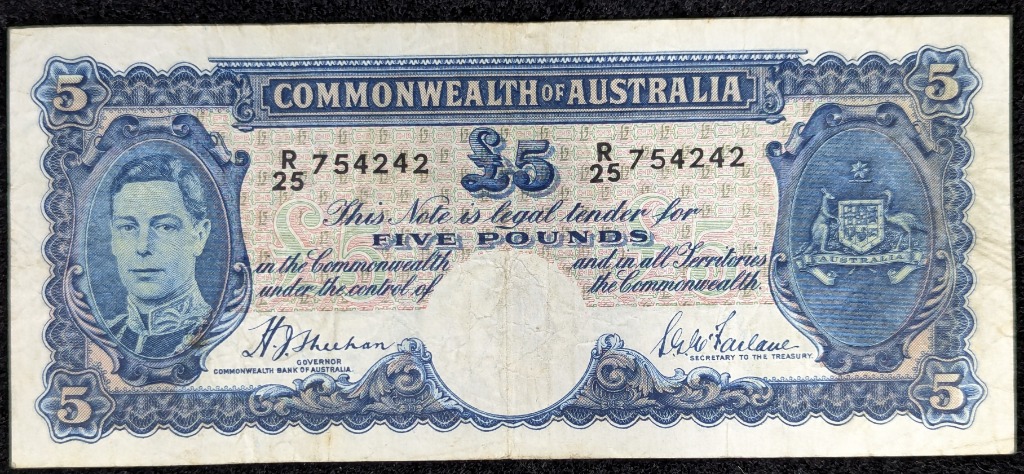 5 5
COMMONWEALTH OF AUSTRALIA
R
25 754242 £5 R
25 754242
This Note is legal tender for
FIVE POUNDS
in the Commonwealth and in all Territories
under the control of the Commonwealth.
AUSTRALIA
H.J. Sheehan S.G. McFarlane
GOVERNOR
COMMONWEALTH BANK OF AUSTRALIA.
SECRETARY TO THE TREASURY.
5 5